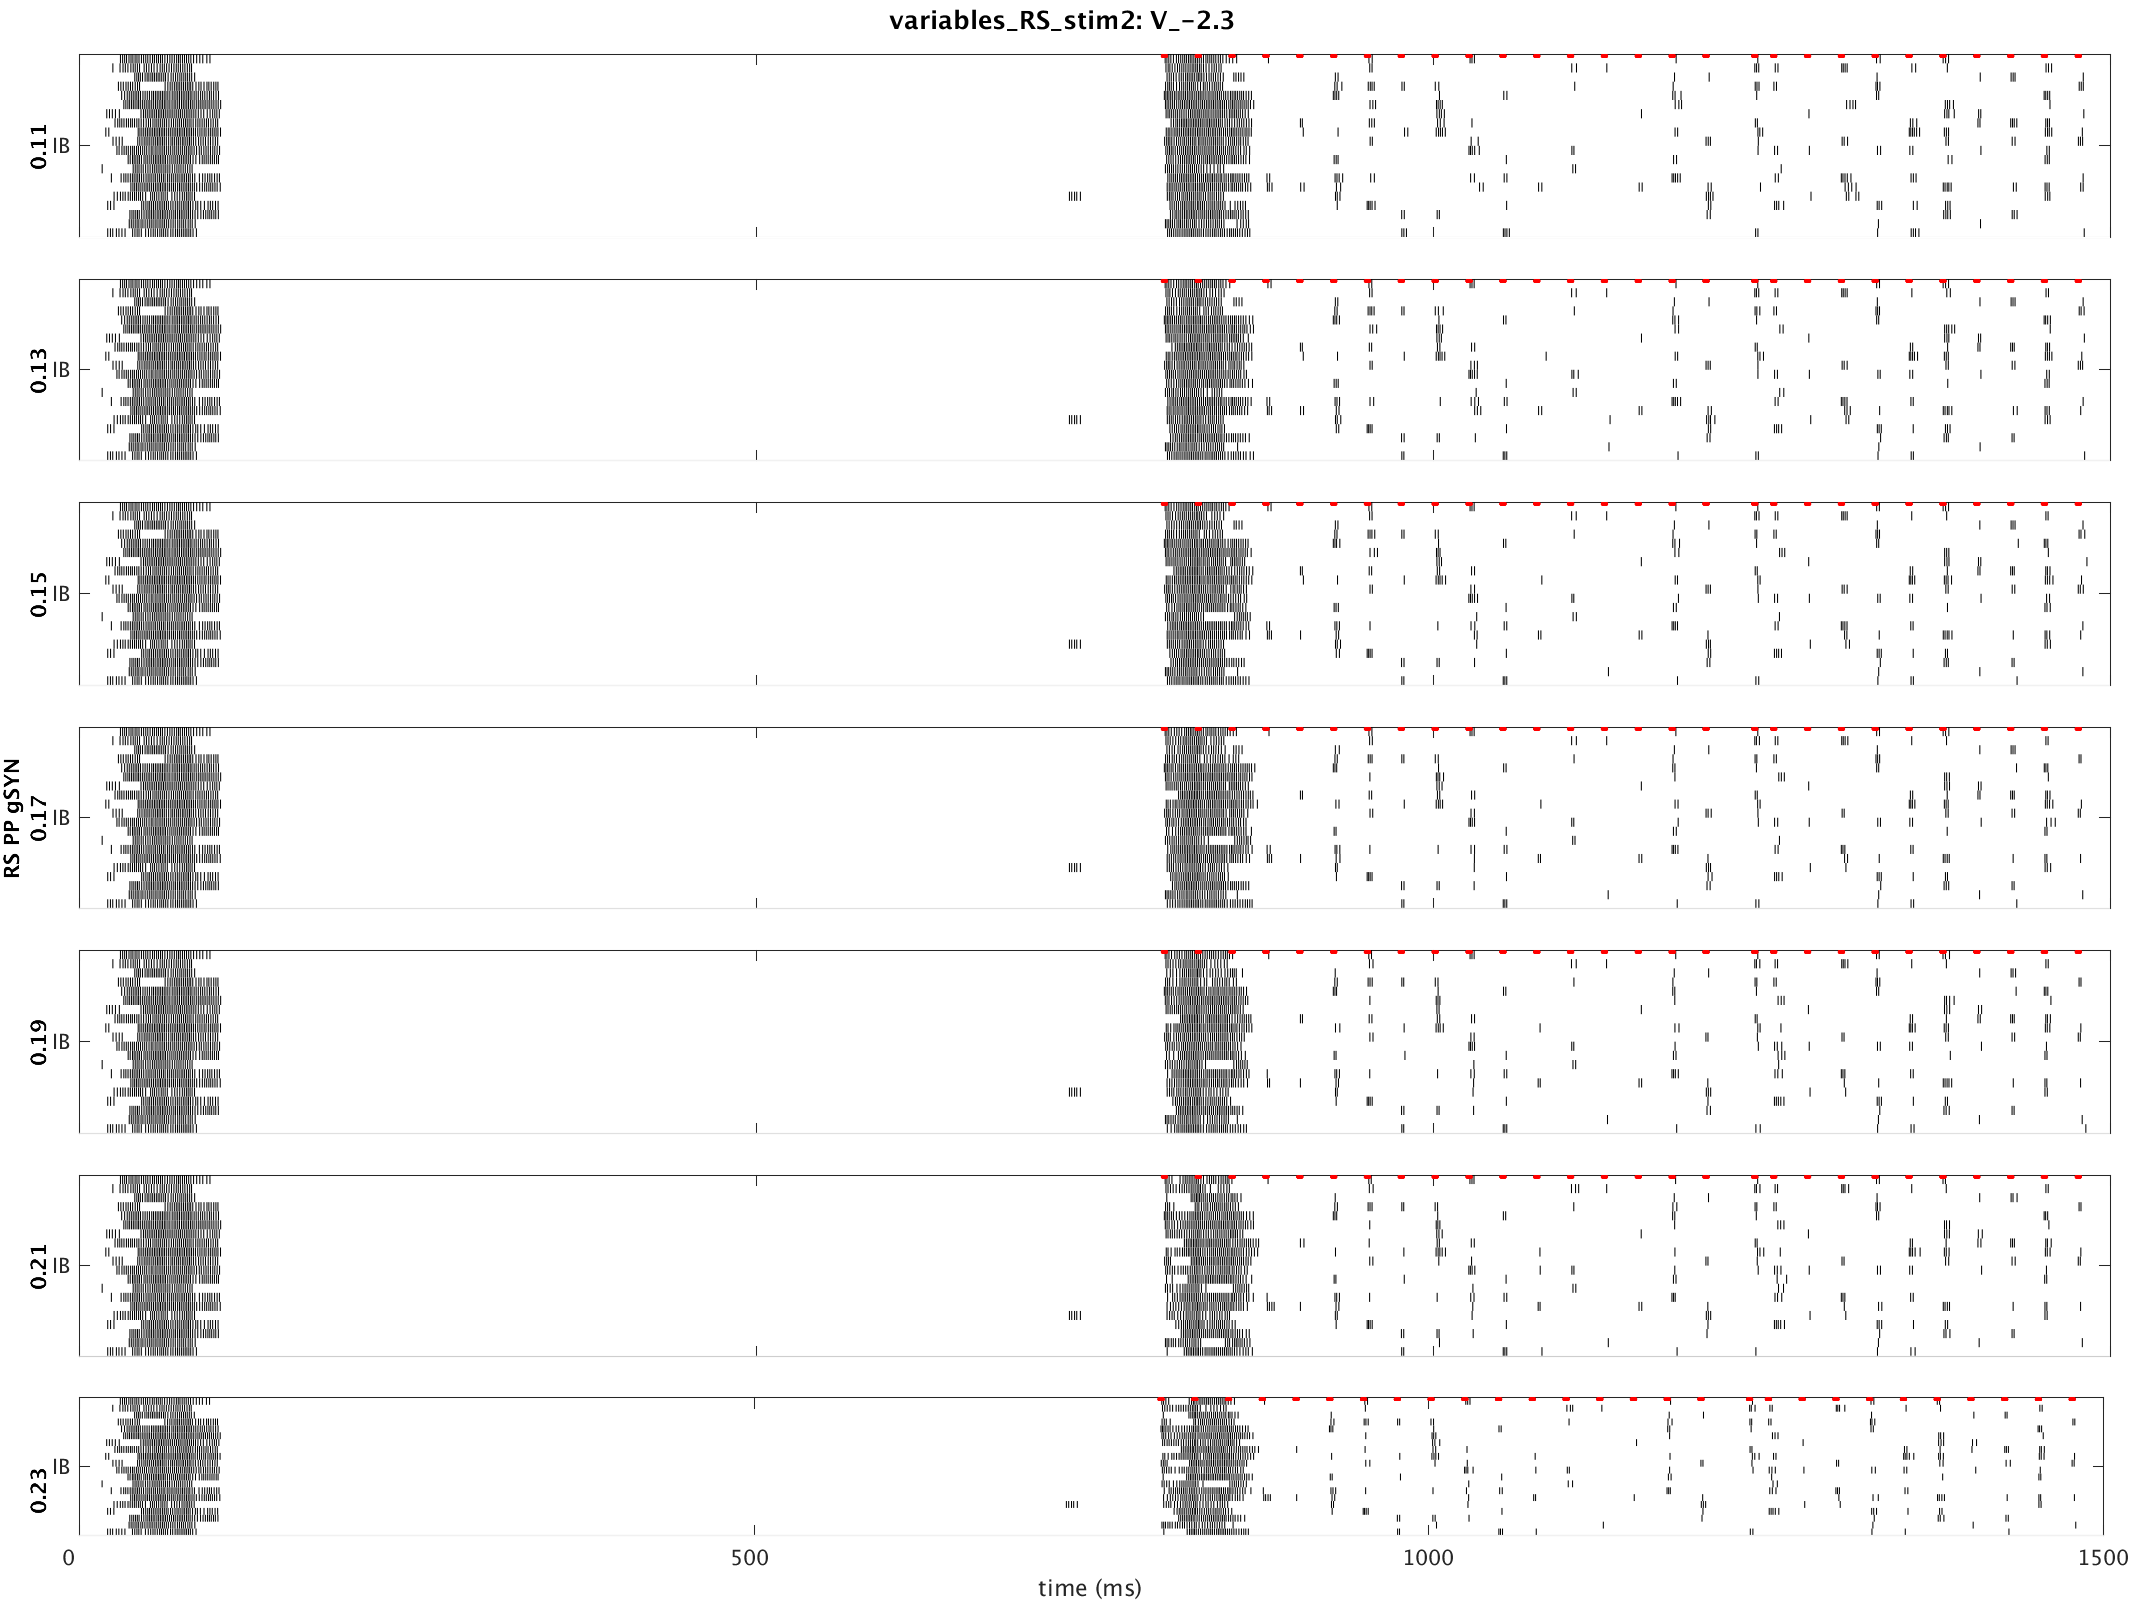 variables_RS_stim2: V_-2.3
RS PP gSYN
0.11
IB
0.13
IB
0.15
IB
0.17
IB
0.19
IB
0.21
IB
0.23
IB
0 500 1000 1500
time (ms)